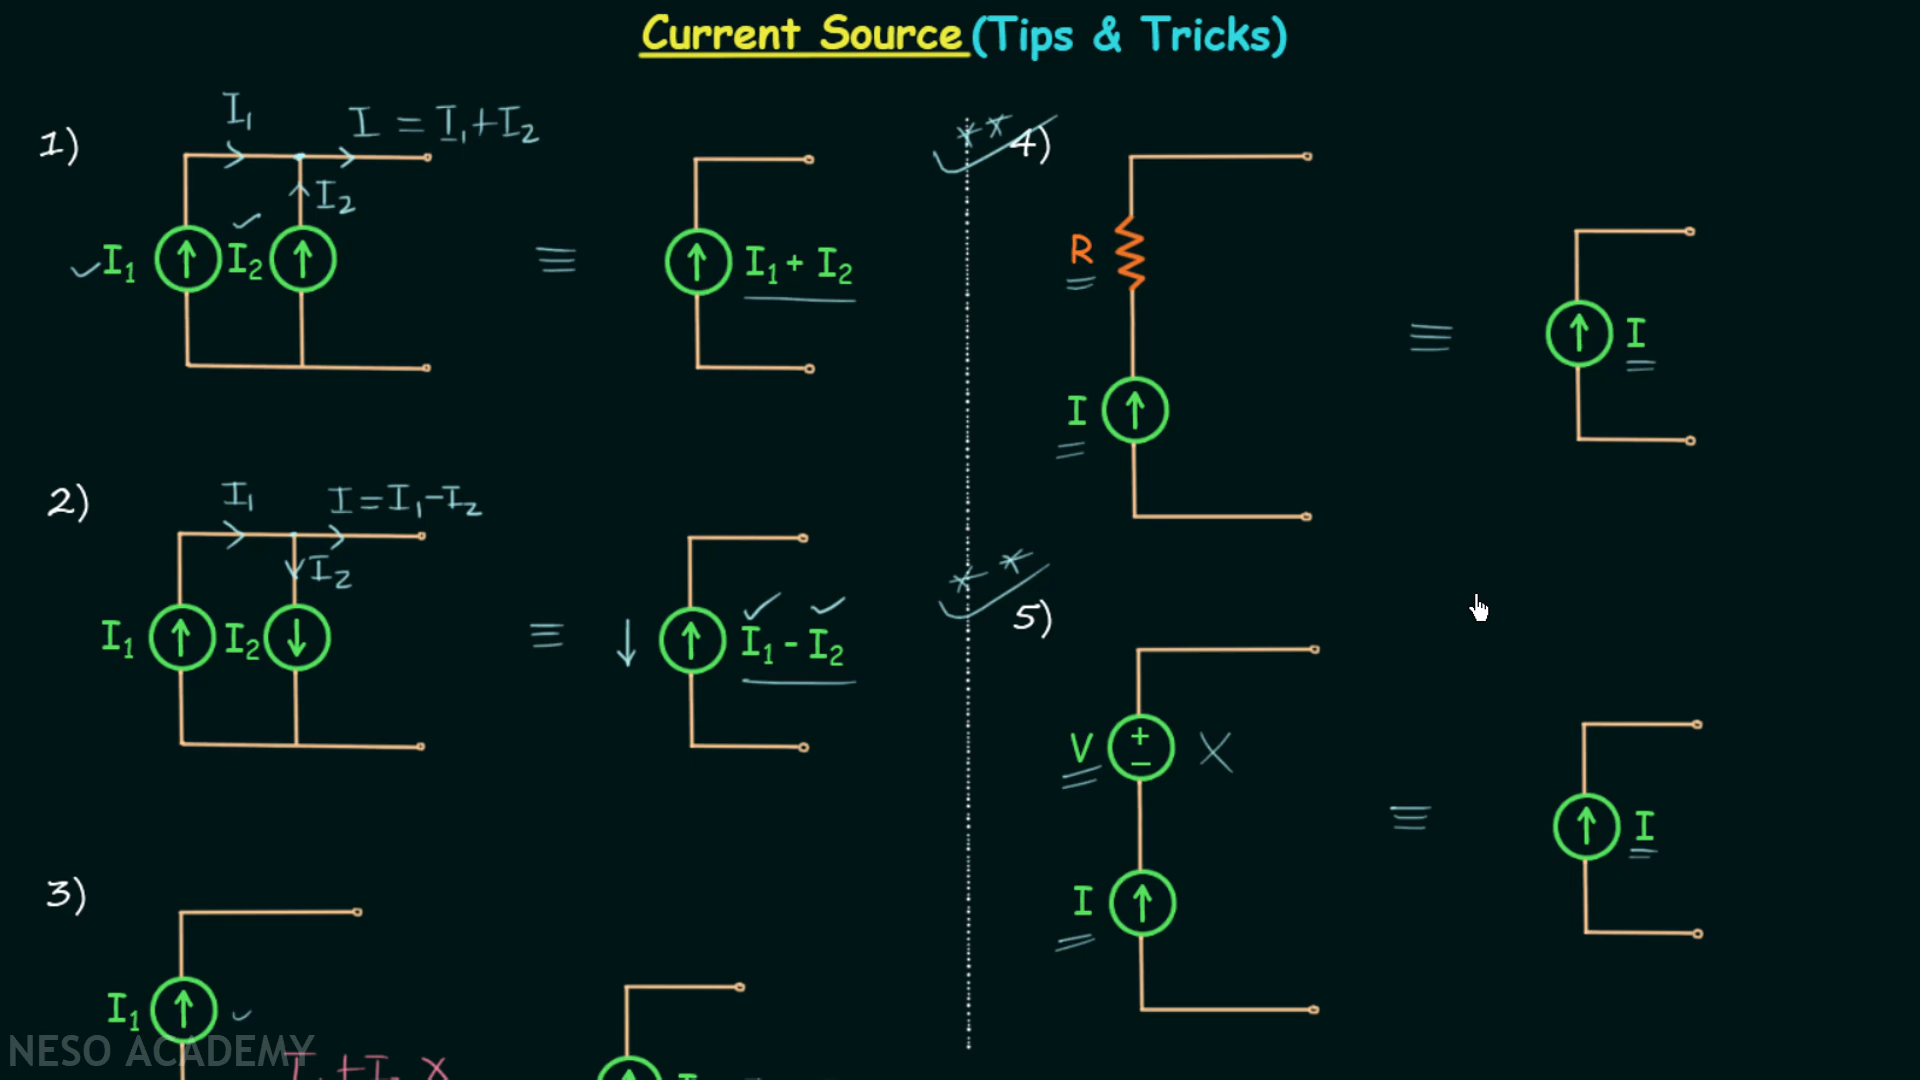 Current Source (Tips & Tricks)
1)
I₁
I = I₁+I₂
I₂
I₁
I₂
≡
I₁ + I₂
2)
I₁
I = I₁-I₂
I₂
I₁
I₂
≡
I₁ - I₂
3)
I₁
NESO ACADEMY
** 4)
R
I
≡
I
** 5)
V
+
−
X
I
≡
I